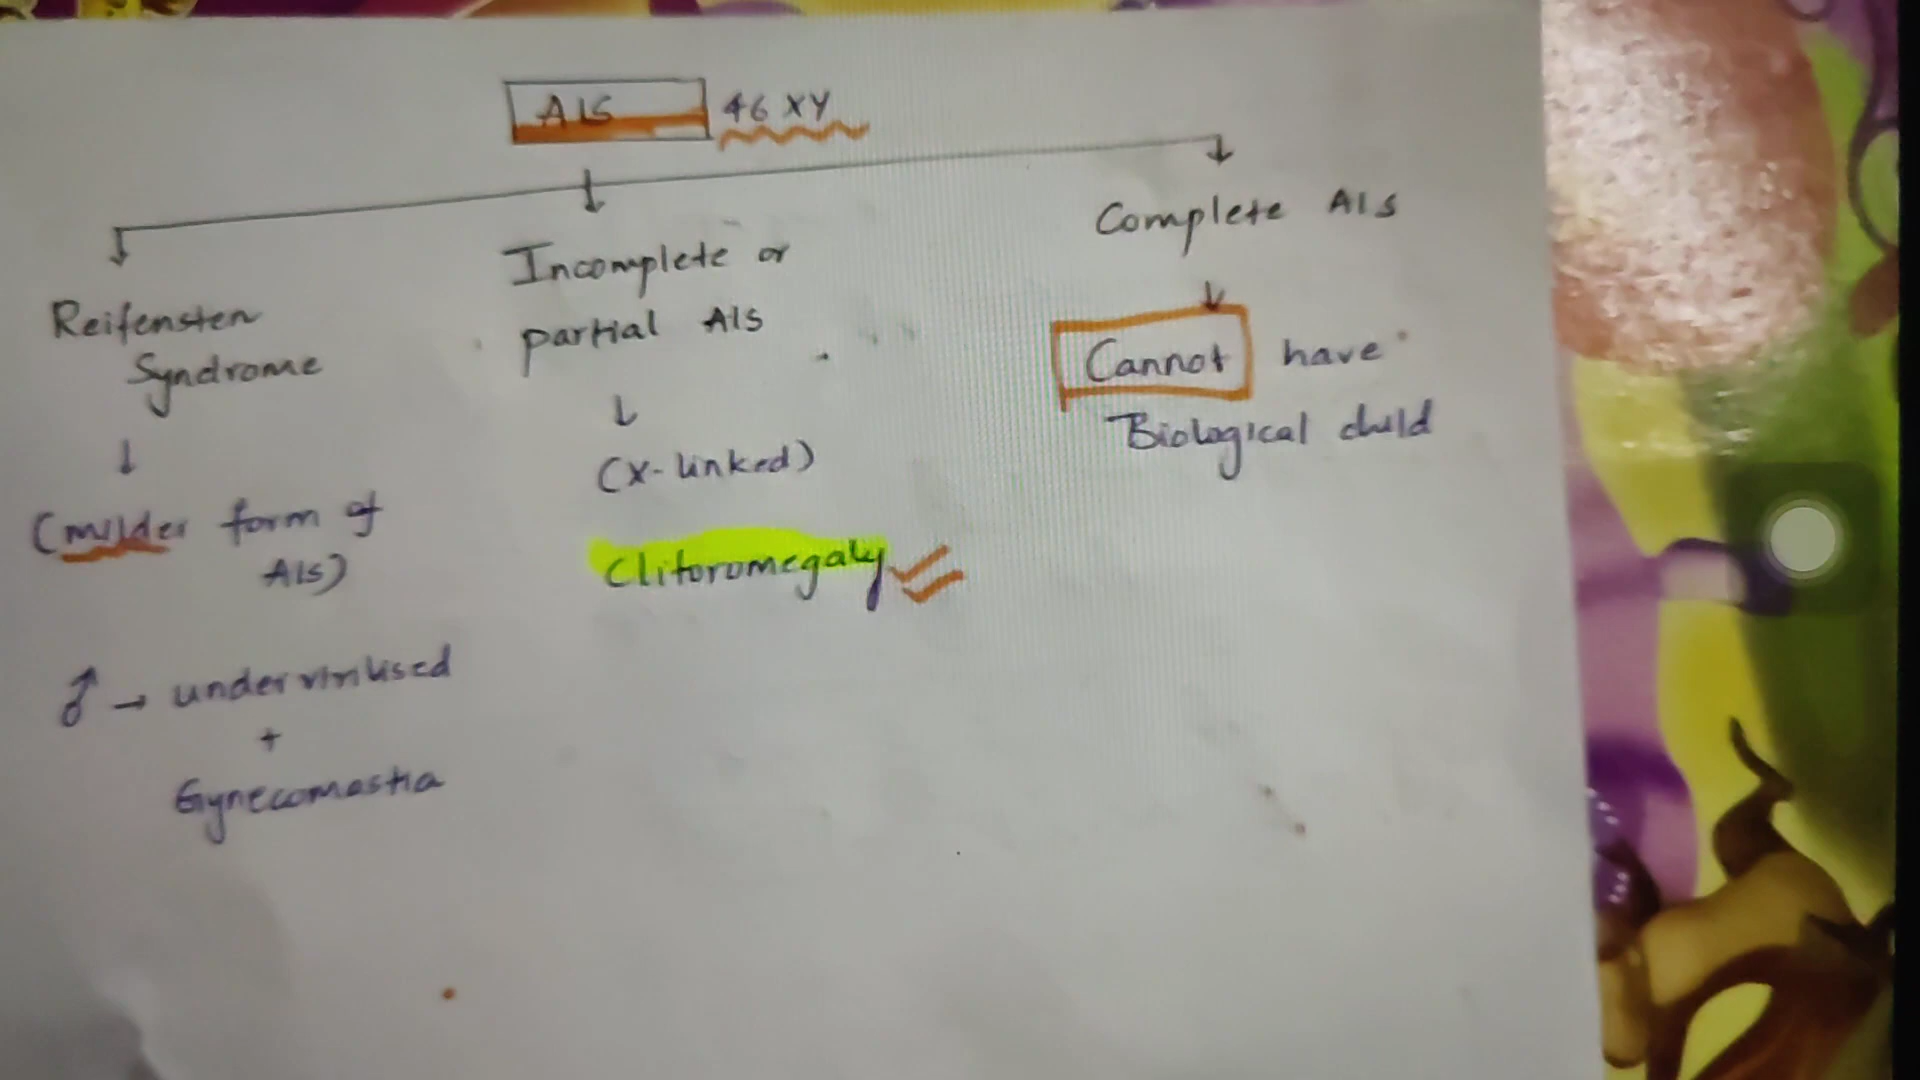 AIS 46 XY
Reifensten
Syndrome
↓
(milder form of
AIS)
♂ → undervirilised
+
Gynecomastia
Incomplete or
partial AIS
↓
(X-linked)
Clitoromegaly
Complete AIS
↓
Cannot have
Biological child